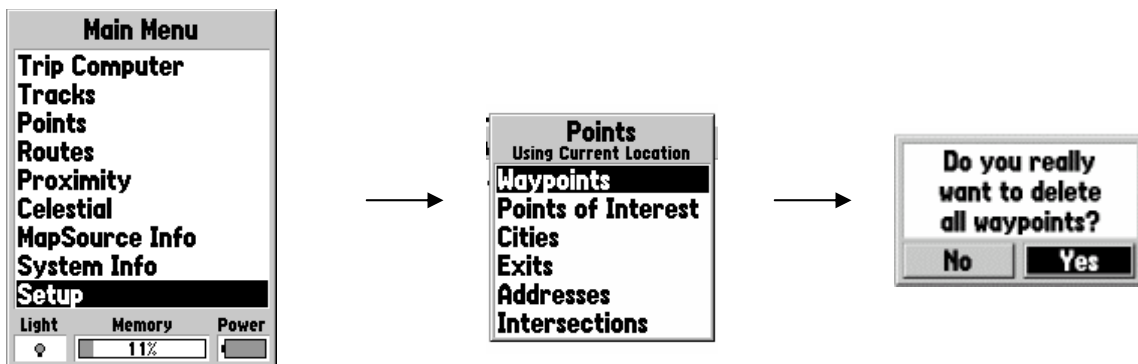 Main Menu
Trip Computer
Tracks
Points
Routes
Proximity
Celestial
MapSource Info
System Info
Setup
Light Memory Power
11%
Points
Using Current Location
Waypoints
Points of Interest
Cities
Exits
Addresses
Intersections
Do you really
want to delete
all waypoints?
No Yes